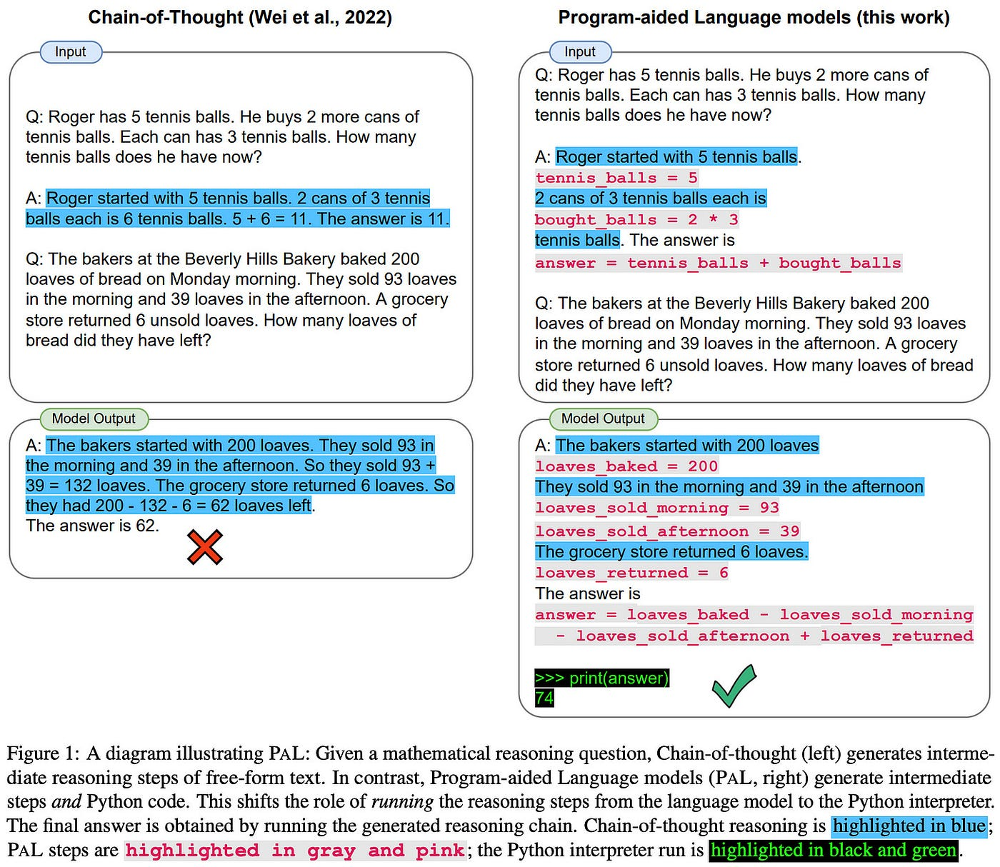 Chain-of-Thought (Wei et al., 2022)
Input
Q: Roger has 5 tennis balls. He buys 2 more cans of
tennis balls. Each can has 3 tennis balls. How many
tennis balls does he have now?
A: Roger started with 5 tennis balls. 2 cans of 3 tennis
balls each is 6 tennis balls. 5 + 6 = 11. The answer is 11.
Q: The bakers at the Beverly Hills Bakery baked 200
loaves of bread on Monday morning. They sold 93 loaves
in the morning and 39 loaves in the afternoon. A grocery
store returned 6 unsold loaves. How many loaves of
bread did they have left?
Model Output
A: The bakers started with 200 loaves. They sold 93 in
the morning and 39 in the afternoon. So they sold 93 +
39 = 132 loaves. The grocery store returned 6 loaves. So
they had 200 - 132 - 6 = 62 loaves left.
The answer is 62.
Program-aided Language models (this work)
Input
Q: Roger has 5 tennis balls. He buys 2 more cans of
tennis balls. Each can has 3 tennis balls. How many
tennis balls does he have now?
A: Roger started with 5 tennis balls.
tennis_balls = 5
2 cans of 3 tennis balls each is
bought_balls = 2 * 3
tennis balls. The answer is
answer = tennis_balls + bought_balls
Q: The bakers at the Beverly Hills Bakery baked 200
loaves of bread on Monday morning. They sold 93 loaves
in the morning and 39 loaves in the afternoon. A grocery
store returned 6 unsold loaves. How many loaves of bread
did they have left?
Model Output
A: The bakers started with 200 loaves
loaves_baked = 200
They sold 93 in the morning and 39 in the afternoon
loaves_sold_morning = 93
loaves_sold_afternoon = 39
The grocery store returned 6 loaves.
loaves_returned = 6
The answer is
answer = loaves_baked - loaves_sold_morning
- loaves_sold_afternoon + loaves_returned
>>> print(answer)
74
Figure 1: A diagram illustrating PAL: Given a mathematical reasoning question, Chain-of-thought (left) generates interme-
diate reasoning steps of free-form text. In contrast, Program-aided Language models (PAL, right) generate intermediate
steps and Python code. This shifts the role of running the reasoning steps from the language model to the Python interpreter.
The final answer is obtained by running the generated reasoning chain. Chain-of-thought reasoning is highlighted in blue;
PAL steps are highlighted in gray and pink; the Python interpreter run is highlighted in black and green.